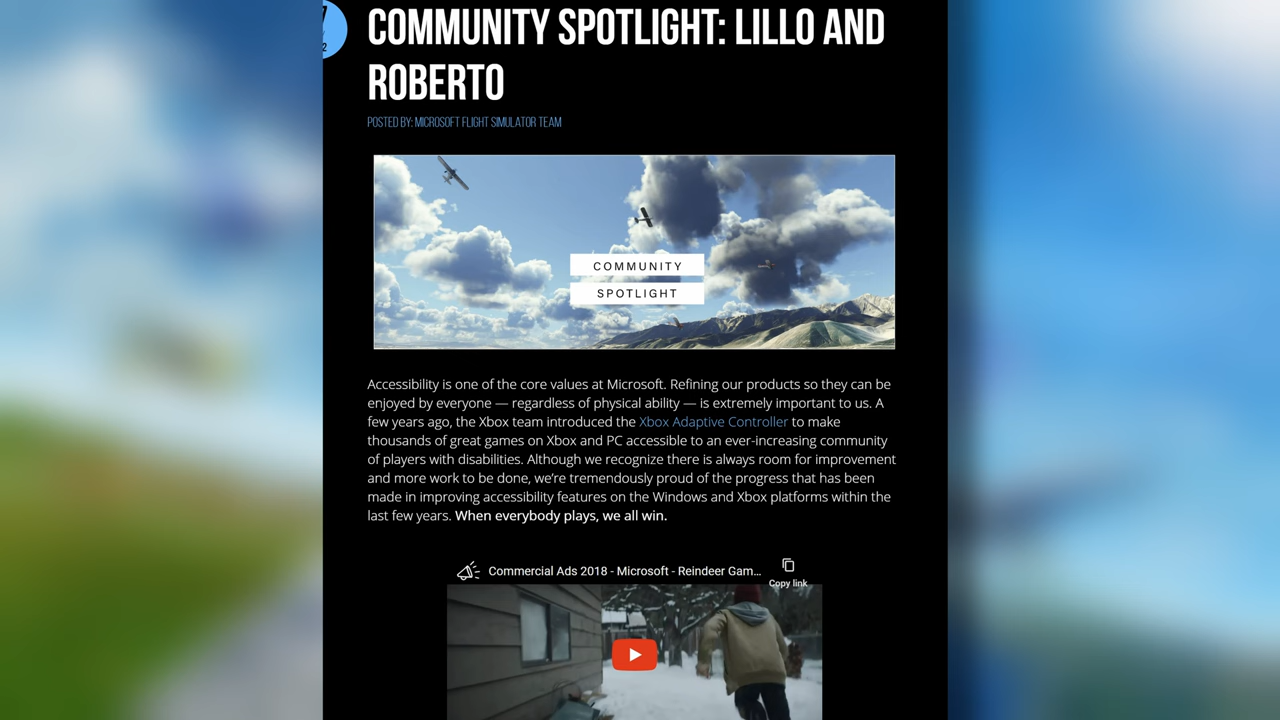 COMMUNITY SPOTLIGHT: LILLO AND
ROBERTO
POSTED BY: MICROSOFT FLIGHT SIMULATOR TEAM
COMMUNITY
SPOTLIGHT
Accessibility is one of the core values at Microsoft. Refining our products so they can be
enjoyed by everyone — regardless of physical ability — is extremely important to us. A
few years ago, the Xbox team introduced the Xbox Adaptive Controller to make
thousands of great games on Xbox and PC accessible to an ever-increasing community
of players with disabilities. Although we recognize there is always room for improvement
and more work to be done, we’re tremendously proud of the progress that has been
made in improving accessibility features on the Windows and Xbox platforms within the
last few years. When everybody plays, we all win.
Commercial Ads 2018 - Microsoft - Reindeer Gam...
Copy link